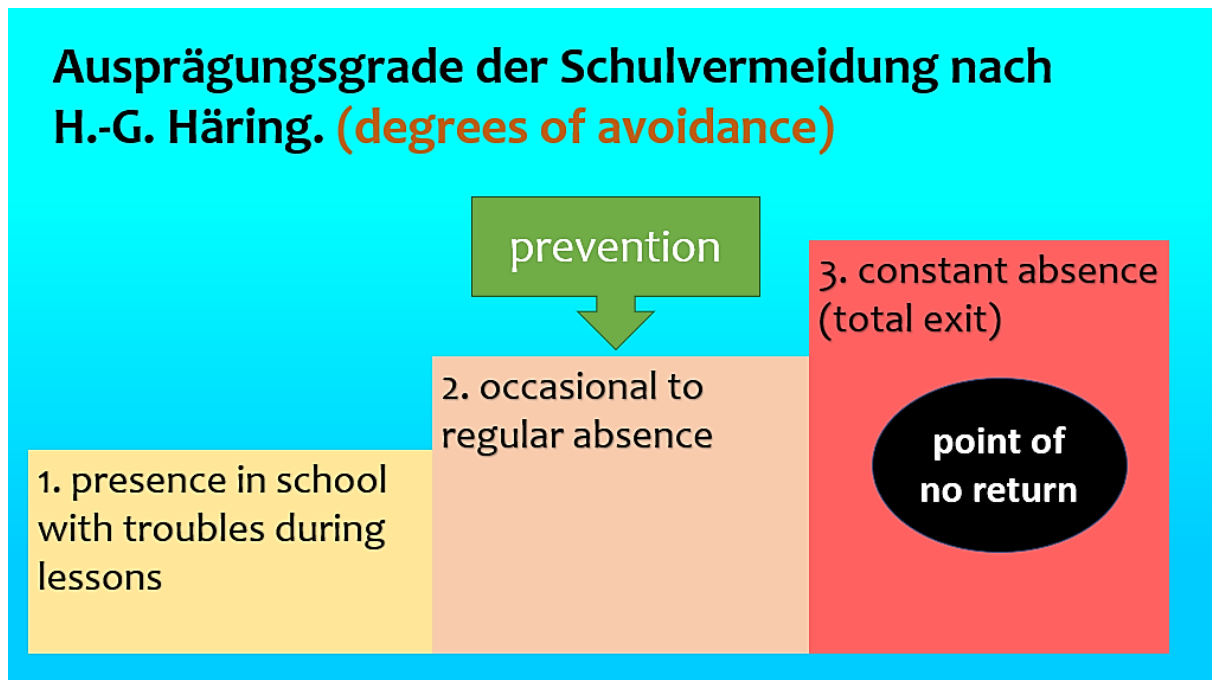 Ausprägungsgrade der Schulvermeidung nach
H.-G. Häring. (degrees of avoidance)
prevention
3. constant absence
(total exit)
2. occasional to
regular absence
point of
no return
1. presence in school
with troubles during
lessons